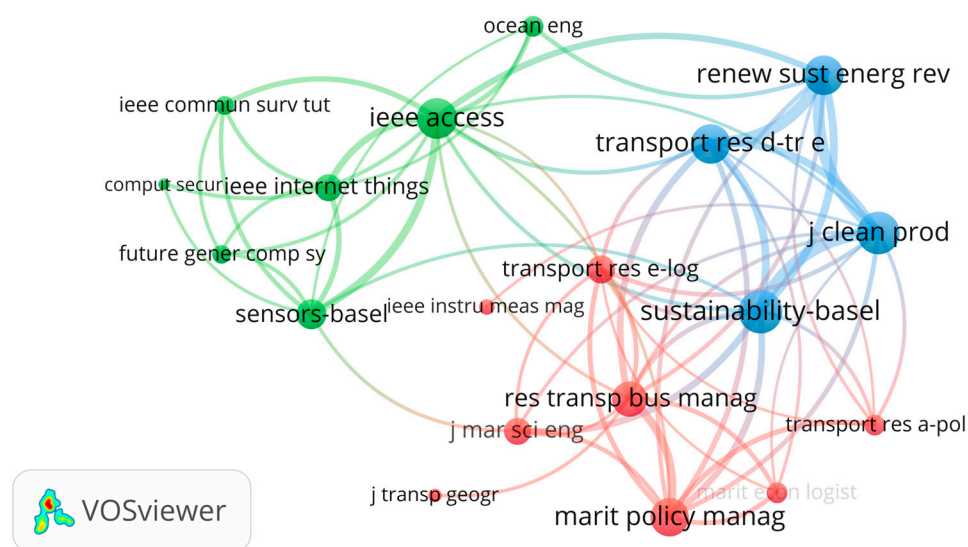 ocean eng
renew sust energ rev
ieee commun surv tut
ieee access
transport res d-tr e
comput secur
ieee internet things
j clean prod
future gener comp sy
transport res e-log
ieee instru meas mag
sensors-basel
sustainability-basel
res transp bus manag
j mar sci eng
transport res a-pol
j transp geogr
marit econ logist
marit policy manag
VOSviewer